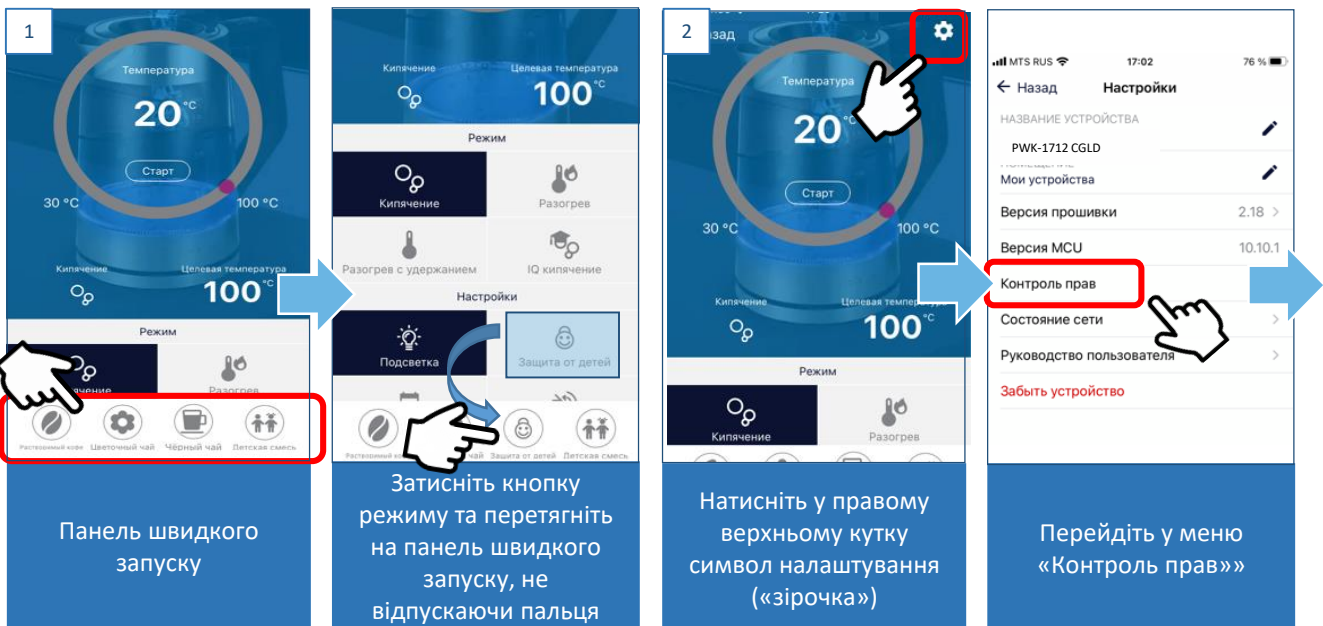 1
Температура
20°C
Старт
30 °C
100 °C
Кипячение
Целевая температура
100°C
Режим
Разогрев
Растворимый кофе
Цветочный чай
Чёрный чай
Детская смесь
Панель швидкого
запуску
Кипячение
Целевая температура
100°C
Режим
Кипячение
Разогрев
Разогрев с удержанием
IQ кипячение
Настройки
Подсветка
Защита от детей
чай
Защита от детей
Детская смесь
Затисніть кнопку
режиму та перетягніть
на панель швидкого
запуску, не
відпускаючи пальця
2
Температура
20
Старт
30 °C
100 °C
Кипячение
Целевая
100°C
Режим
Кипячение
Разогрев
Натисніть у правому
верхньому кутку
символ налаштування
(«зірочка»)
MTS RUS
17:02
76 %
Назад
Настройки
НАЗВАНИЕ УСТРОЙСТВА
PWK-1712 CGLD
Мои устройства
Версия прошивки
2.18
Версия MCU
10.10.1
Контроль прав
Состояние сети
Руководство пользователя
Забыть устройство
Перейдіть у меню
«Контроль прав»»